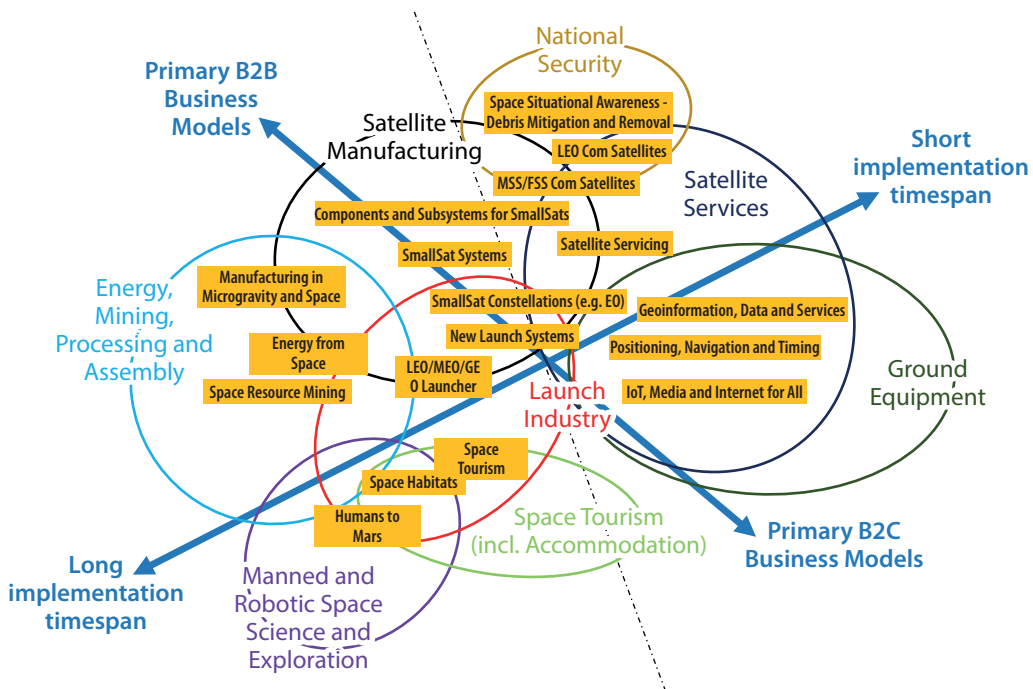 National
Security
Primary B2B
Business
Models
Space Situational Awareness -
Debris Mitigation and Removal
Satellite
Manufacturing
LEO Com Satellites
Short
implementation
timespan
MSS/FSS Com Satellites
Satellite
Services
Components and Subsystems for SmallSats
SmallSat Systems
Satellite Servicing
Manufacturing in
Microgravity and Space
Energy,
Mining,
Processing and
Assembly
SmallSat Constellations (e.g. EO)
Geoinformation, Data and Services
New Launch Systems
Energy from
Space
Positioning, Navigation and Timing
LEO/MEO/GE
O Launcher
Space Resource Mining
IoT, Media and Internet for All
Ground
Equipment
Launch
Industry
Space
Tourism
Space Habitats
Humans to
Mars
Space Tourism
(incl. Accommodation)
Primary B2C
Business Models
Long
implementation
timespan
Manned and
Robotic Space
Science and
Exploration